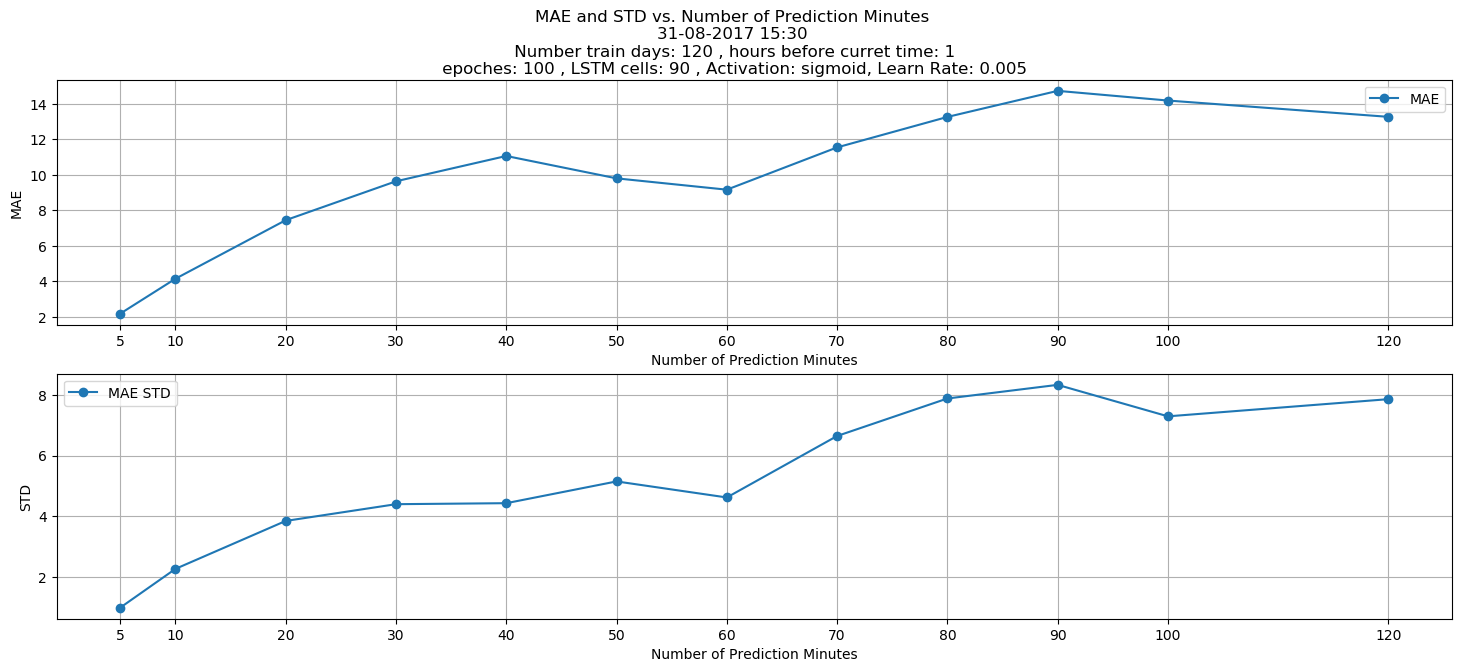 MAE and STD vs. Number of Prediction Minutes
31-08-2017 15:30
Number train days: 120 , hours before curret time: 1
epoches: 100 , LSTM cells: 90 , Activation: sigmoid, Learn Rate: 0.005
14
12
10
8
6
4
2
MAE
MAE
5 10 20 30 40 50 60 70 80 90 100 120
Number of Prediction Minutes
MAE STD
8
6
4
2
STD
5 10 20 30 40 50 60 70 80 90 100 120
Number of Prediction Minutes